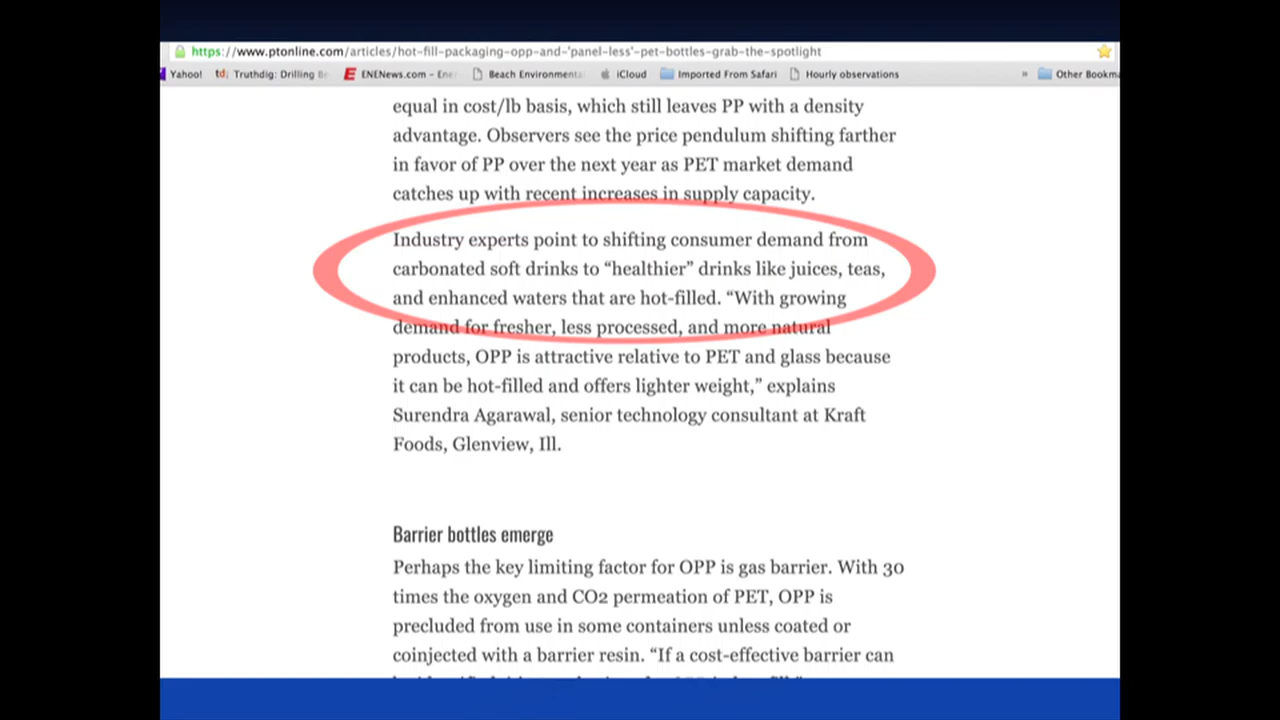 https://www.ptonline.com/articles/hot-fill-packaging-opp-and-'panel-less'-pet-bottles-grab-the-spotlight
Yahoo! td) Truthdig: Drilling Be ENENews.com – Ene Beach Environmenta iCloud Imported From Safari Hourly observations » Other Bookma
equal in cost/lb basis, which still leaves PP with a density
advantage. Observers see the price pendulum shifting farther
in favor of PP over the next year as PET market demand
catches up with recent increases in supply capacity.
Industry experts point to shifting consumer demand from
carbonated soft drinks to “healthier” drinks like juices, teas,
and enhanced waters that are hot-filled. “With growing
demand for fresher, less processed, and more natural
products, OPP is attractive relative to PET and glass because
it can be hot-filled and offers lighter weight,” explains
Surendra Agarawal, senior technology consultant at Kraft
Foods, Glenview, Ill.
Barrier bottles emerge
Perhaps the key limiting factor for OPP is gas barrier. With 30
times the oxygen and CO2 permeation of PET, OPP is
precluded from use in some containers unless coated or
coinjected with a barrier resin. “If a cost-effective barrier can